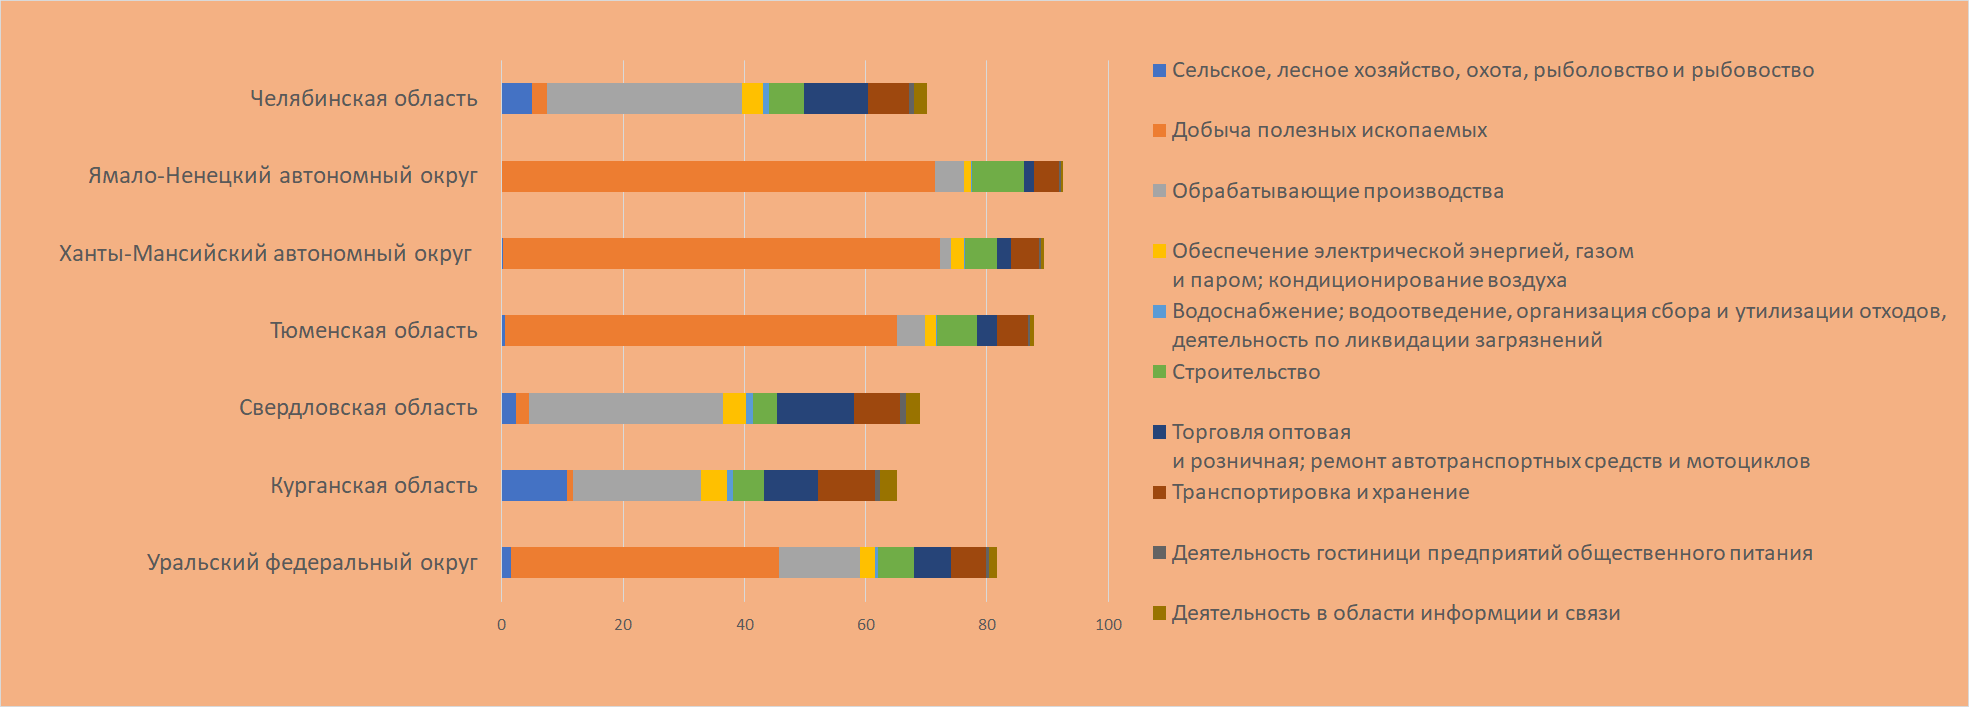 Челябинская область
Ямало-Ненецкий автономный округ
Ханты-Мансийский автономный округ
Тюменская область
Свердловская область
Курганская область
Уральский федеральный округ
0 20 40 60 80 100
Сельское, лесное хозяйство, охота, рыболовство и рыбовоство
Добыча полезных ископаемых
Обрабатывающие производства
Обеспечение электрической энергией, газом
и паром; кондиционирование воздуха
Водоснабжение; водоотведение, организация сбора и утилизации отходов,
деятельность по ликвидации загрязнений
Строительство
Торговля оптовая
и розничная; ремонт автотранспортных средств и мотоциклов
Транспортировка и хранение
Деятельность гостиници предприятий общественного питания
Деятельность в области информции и связи